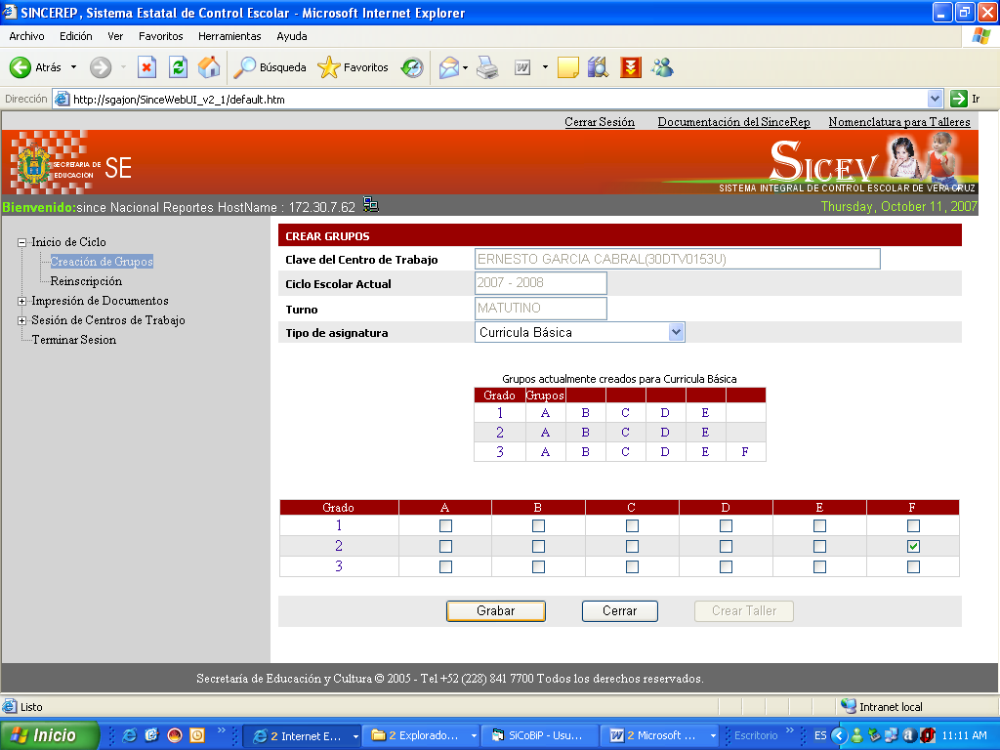 SINCEREP, Sistema Estatal de Control Escolar - Microsoft Internet Explorer
Archivo Edición Ver Favoritos Herramientas Ayuda
Atrás Búsqueda Favoritos
Dirección http://sgajon/SinceWebUI_v2_1/default.htm Ir
Cerrar Sesión Documentación del SinceRep Nomenclatura para Talleres
SECRETARIA DE
EDUCACIÓN
SE
SICEV
SISTEMA INTEGRAL DE CONTROL ESCOLAR DE VERACRUZ
Bienvenido:since Nacional Reportes HostName : 172.30.7.62 Thursday, October 11, 2007
Inicio de Ciclo
Creación de Grupos
Reinscripción
Impresión de Documentos
Sesión de Centros de Trabajo
Terminar Sesion
CREAR GRUPOS
Clave del Centro de Trabajo ERNESTO GARCIA CABRAL(30DTV0153U)
Ciclo Escolar Actual 2007 - 2008
Turno MATUTINO
Tipo de asignatura Curricula Básica
Grupos actualmente creados para Curricula Básica
Grado Grupos
1 A B C D E
2 A B C D E
3 A B C D E F
Grado A B C D E F
1
2
3
Grabar Cerrar Crear Taller
Secretaría de Educación y Cultura © 2005 - Tel +52 (228) 841 7700 Todos los derechos reservados.
Listo Intranet local
Inicio 2 Internet E... 2 Explorado... SiCoBiP - Usu... 2 Microsoft ... Escritorio ES 11:11 AM